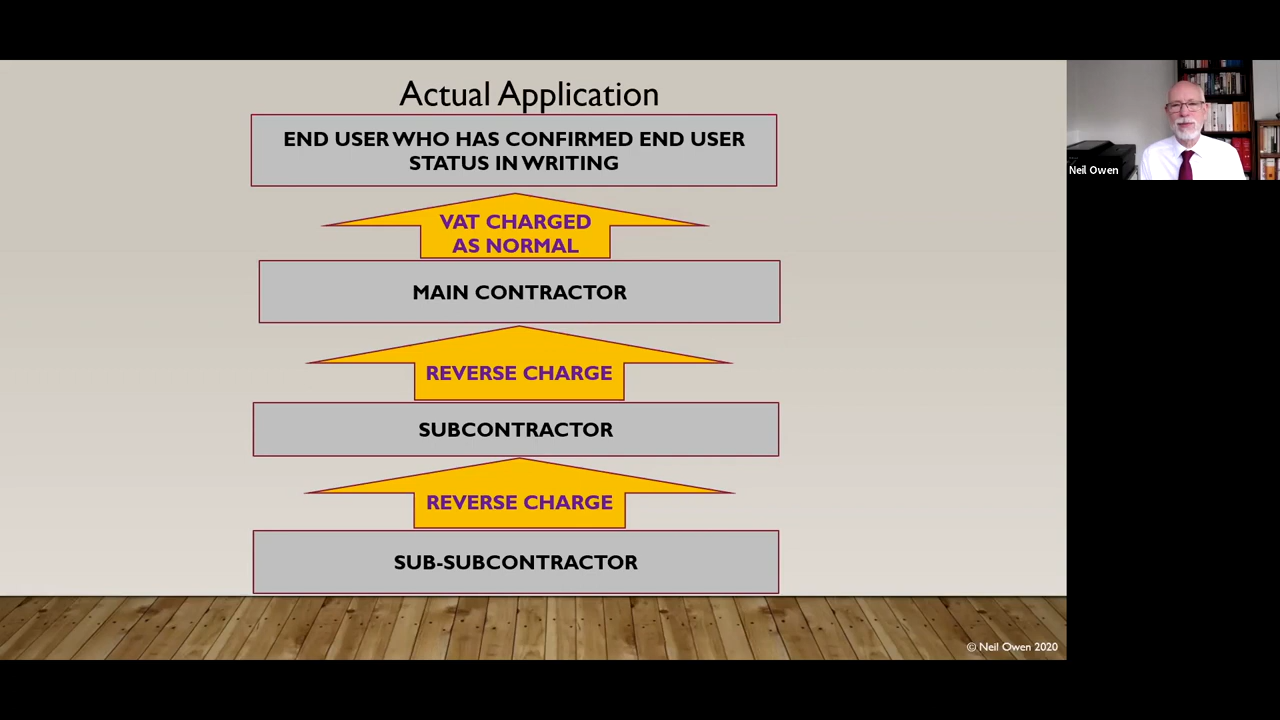 Actual Application
END USER WHO HAS CONFIRMED END USER
STATUS IN WRITING
VAT CHARGED
AS NORMAL
MAIN CONTRACTOR
REVERSE CHARGE
SUBCONTRACTOR
REVERSE CHARGE
SUB-SUBCONTRACTOR
© Neil Owen 2020
Neil Owen